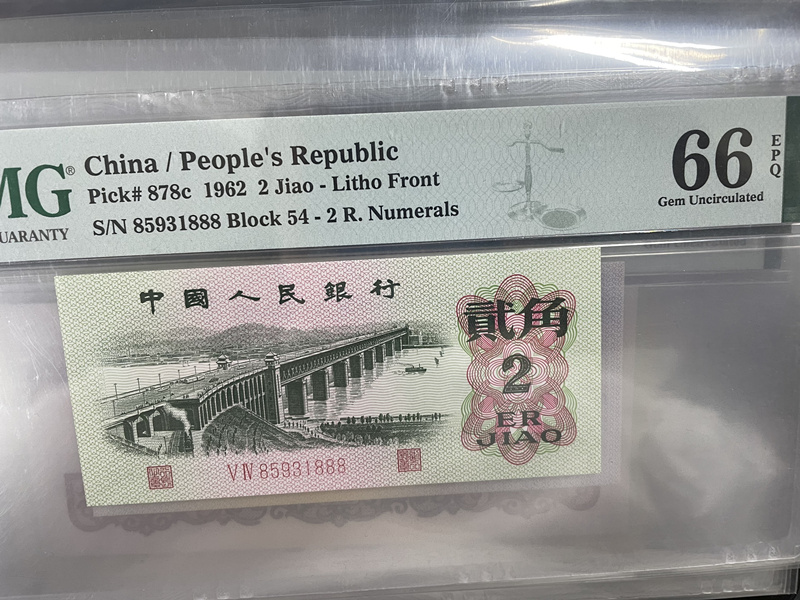 MG®
GUARANTY
China / People's Republic
Pick# 878c 1962 2 Jiao - Litho Front
S/N 85931888 Block 54 - 2 R. Numerals
66
EPQ
Gem Uncirculated
中國人民銀行
貳角
2
ER
JIAO
V IV 85931888